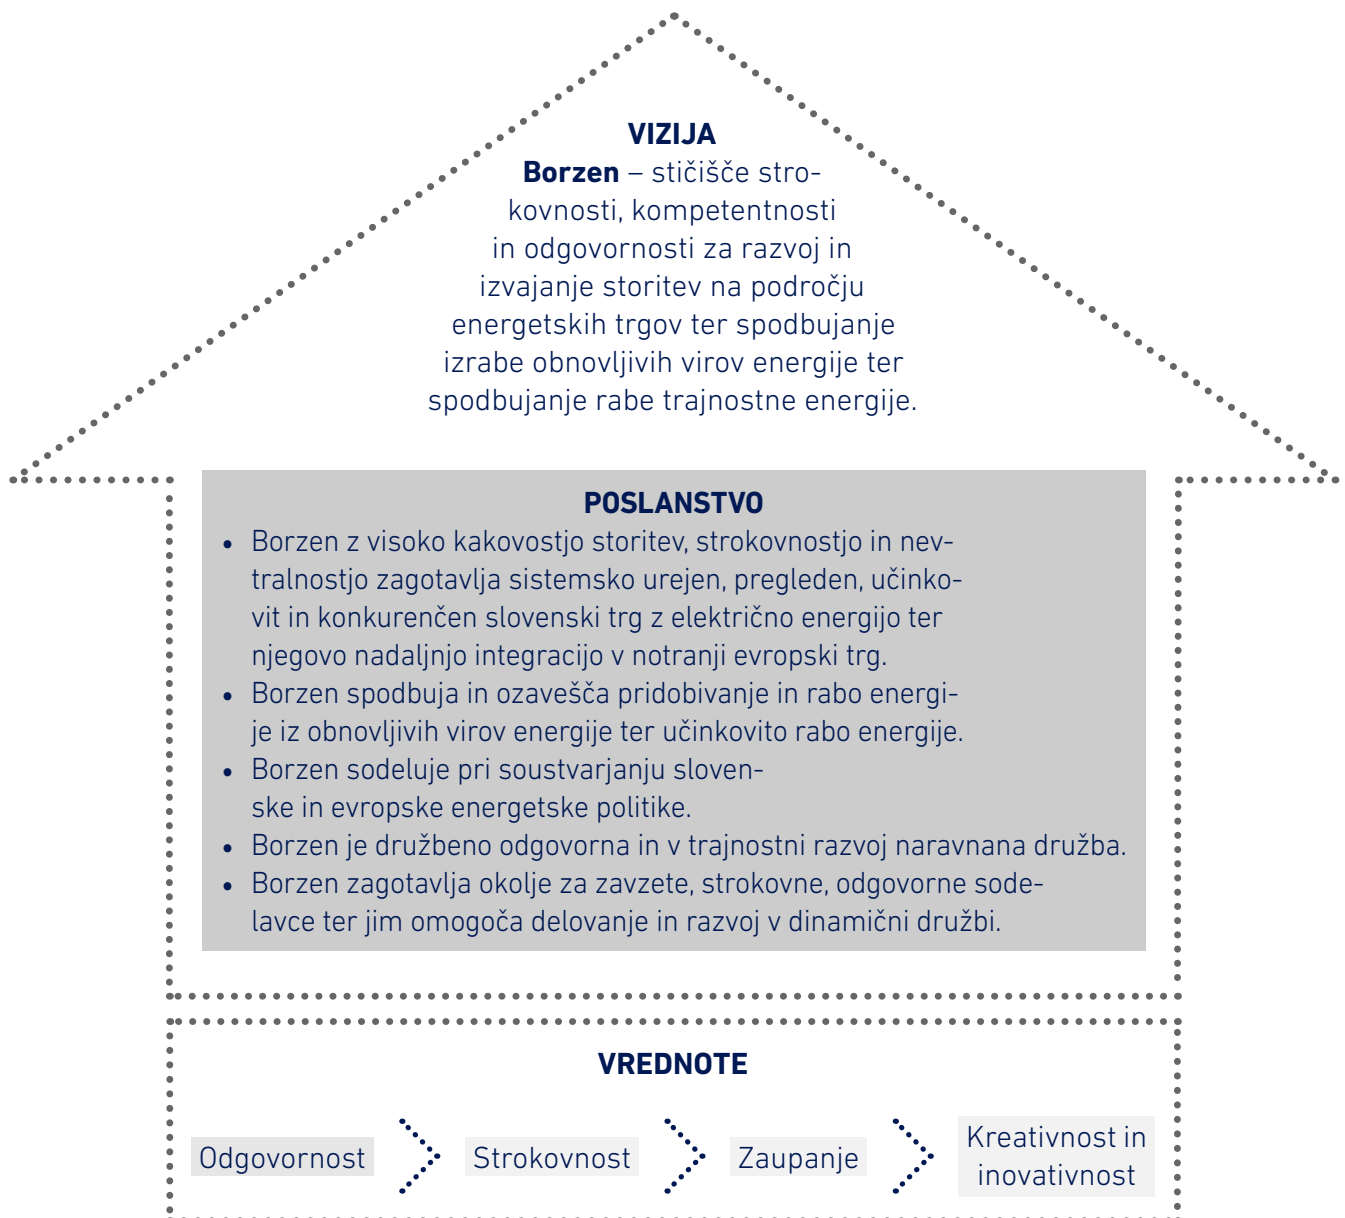 VIZIJA
Borzen – stičišče stro-
kovnosti, kompetentnosti
in odgovornosti za razvoj in
izvajanje storitev na področju
energetskih trgov ter spodbujanje
izrabe obnovljivih virov energije ter
spodbujanje rabe trajnostne energije.
POSLANSTVO
• Borzen z visoko kakovostjo storitev, strokovnostjo in nev-
tralnostjo zagotavlja sistemsko urejen, pregleden, učinko-
vit in konkurenčen slovenski trg z električno energijo ter
njegovo nadaljnjo integracijo v notranji evropski trg.
• Borzen spodbuja in ozavešča pridobivanje in rabo energi-
je iz obnovljivih virov energije ter učinkovito rabo energije.
• Borzen sodeluje pri soustvarjanju sloven-
ske in evropske energetske politike.
• Borzen je družbeno odgovorna in v trajnostni razvoj naravnana družba.
• Borzen zagotavlja okolje za zavzete, strokovne, odgovorne sode-
lavce ter jim omogoča delovanje in razvoj v dinamični družbi.
VREDNOTE
Odgovornost
Strokovnost
Zaupanje
Kreativnost in
inovativnost